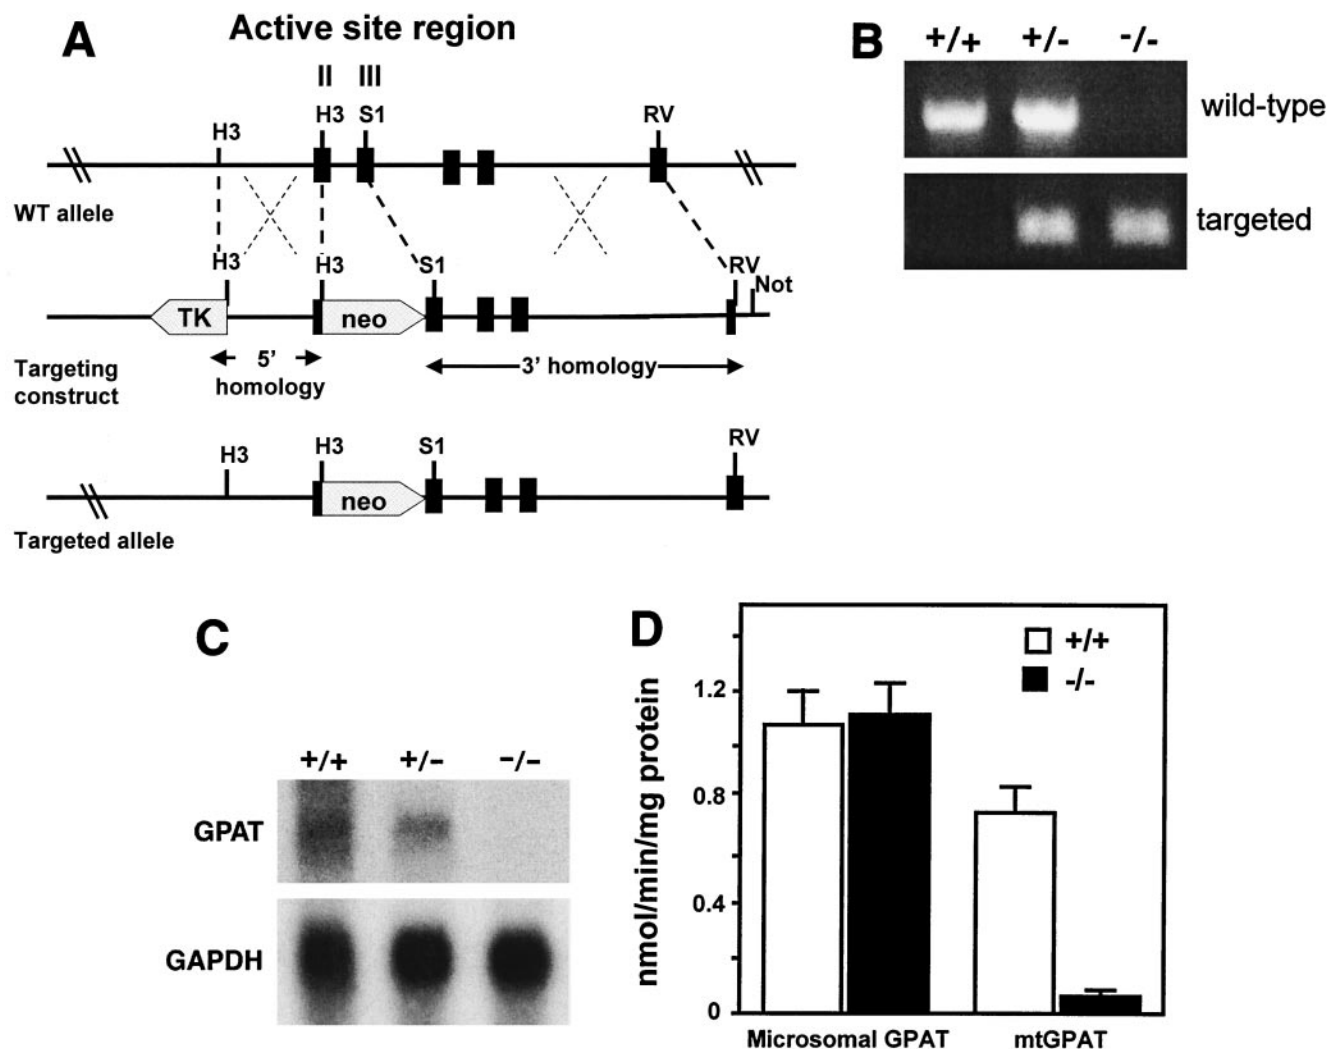 A
Active site region
II III
H3 H3 S1 RV
WT allele
H3 H3 S1 RV
Not
TK neo
5’
homology
3’ homology
Targeting
construct
H3 H3 S1 RV
neo
Targeted allele
B
+/+ +/- -/-
wild-type
targeted
C
+/+ +/- -/-
GPAT
GAPDH
D
+/+
-/-
nmol/min/mg protein
1.2
0.8
0.4
0
Microsomal GPAT mtGPAT